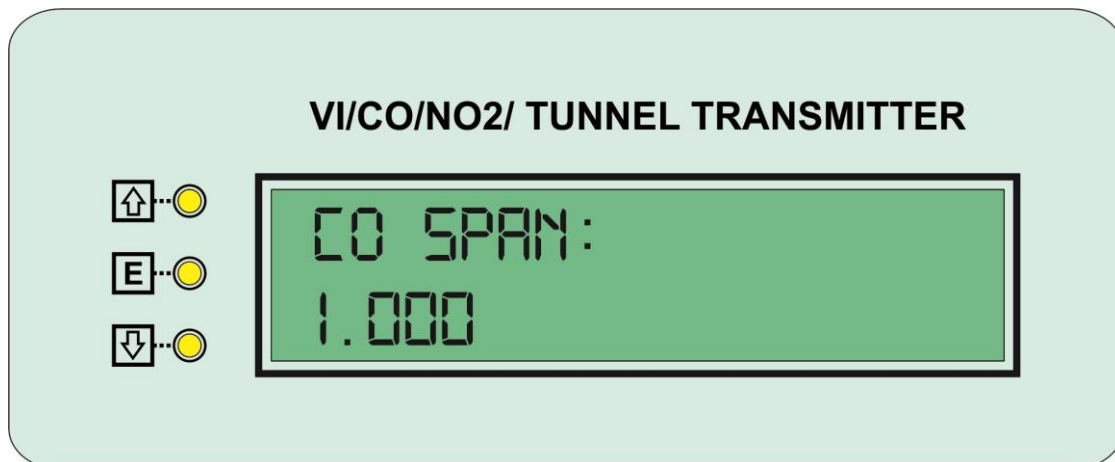 VI/CO/NO2/ TUNNEL TRANSMITTER
CO SPAN:
E
1.000